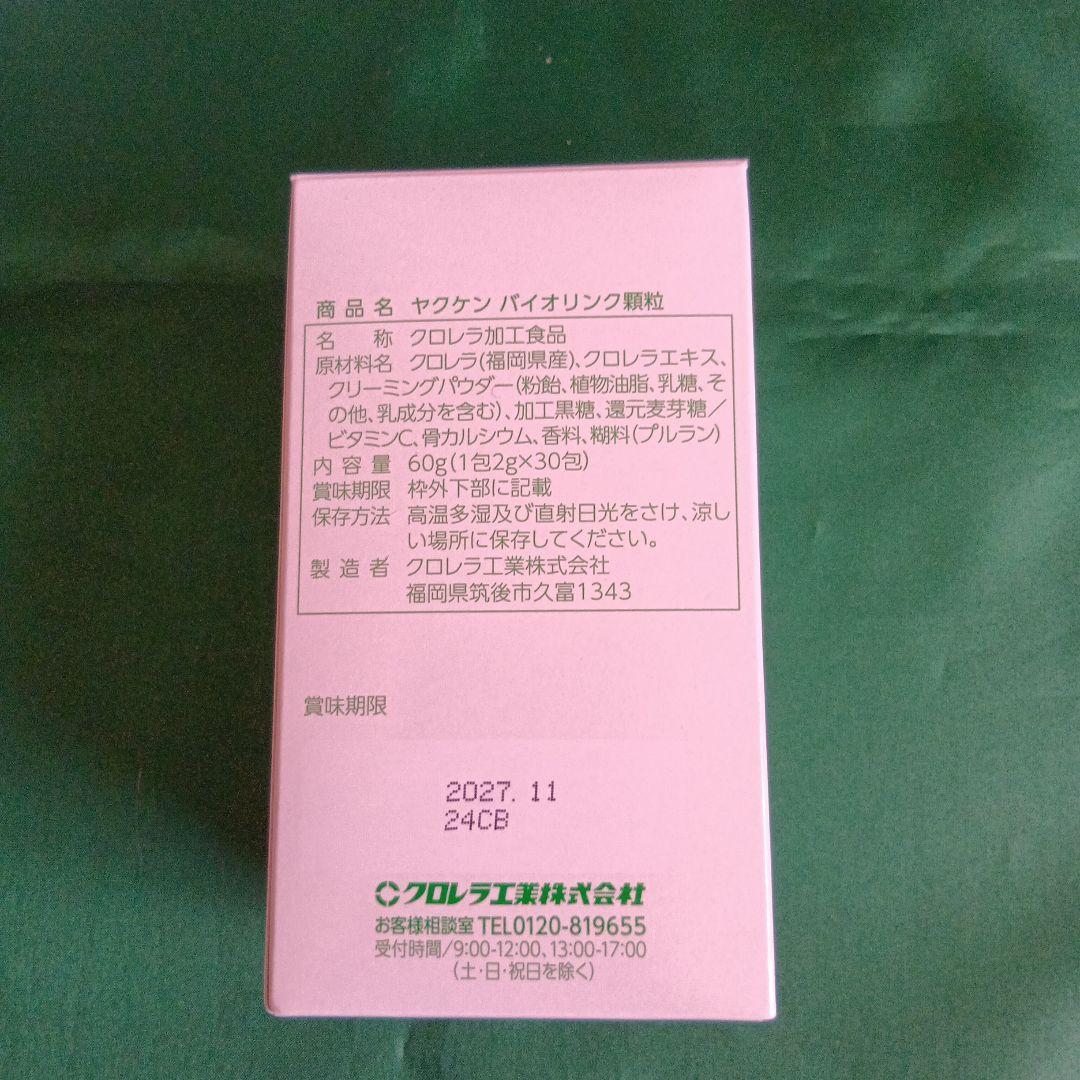 商品名 ヤクケン バイオリンク顆粒
名称 クロレラ加工食品
原材料名 クロレラ(福岡県産)、クロレラエキス、
クリーミングパウダー(粉飴、植物油脂、乳糖、そ
の他、乳成分を含む)、加工黒糖、還元麦芽糖/
ビタミンC、骨カルシウム、香料、糊料(プルラン)
内容量 60g(1包2g×30包)
賞味期限 枠外下部に記載
保存方法 高温多湿及び直射日光をさけ、涼し
い場所に保存してください。
製造者 クロレラ工業株式会社
福岡県筑後市久富1343
賞味期限
2027.11
24CB
クロレラ工業株式会社
お客様相談室 TEL0120-819655
受付時間/9:00-12:00、13:00-17:00
(土・日・祝日を除く)